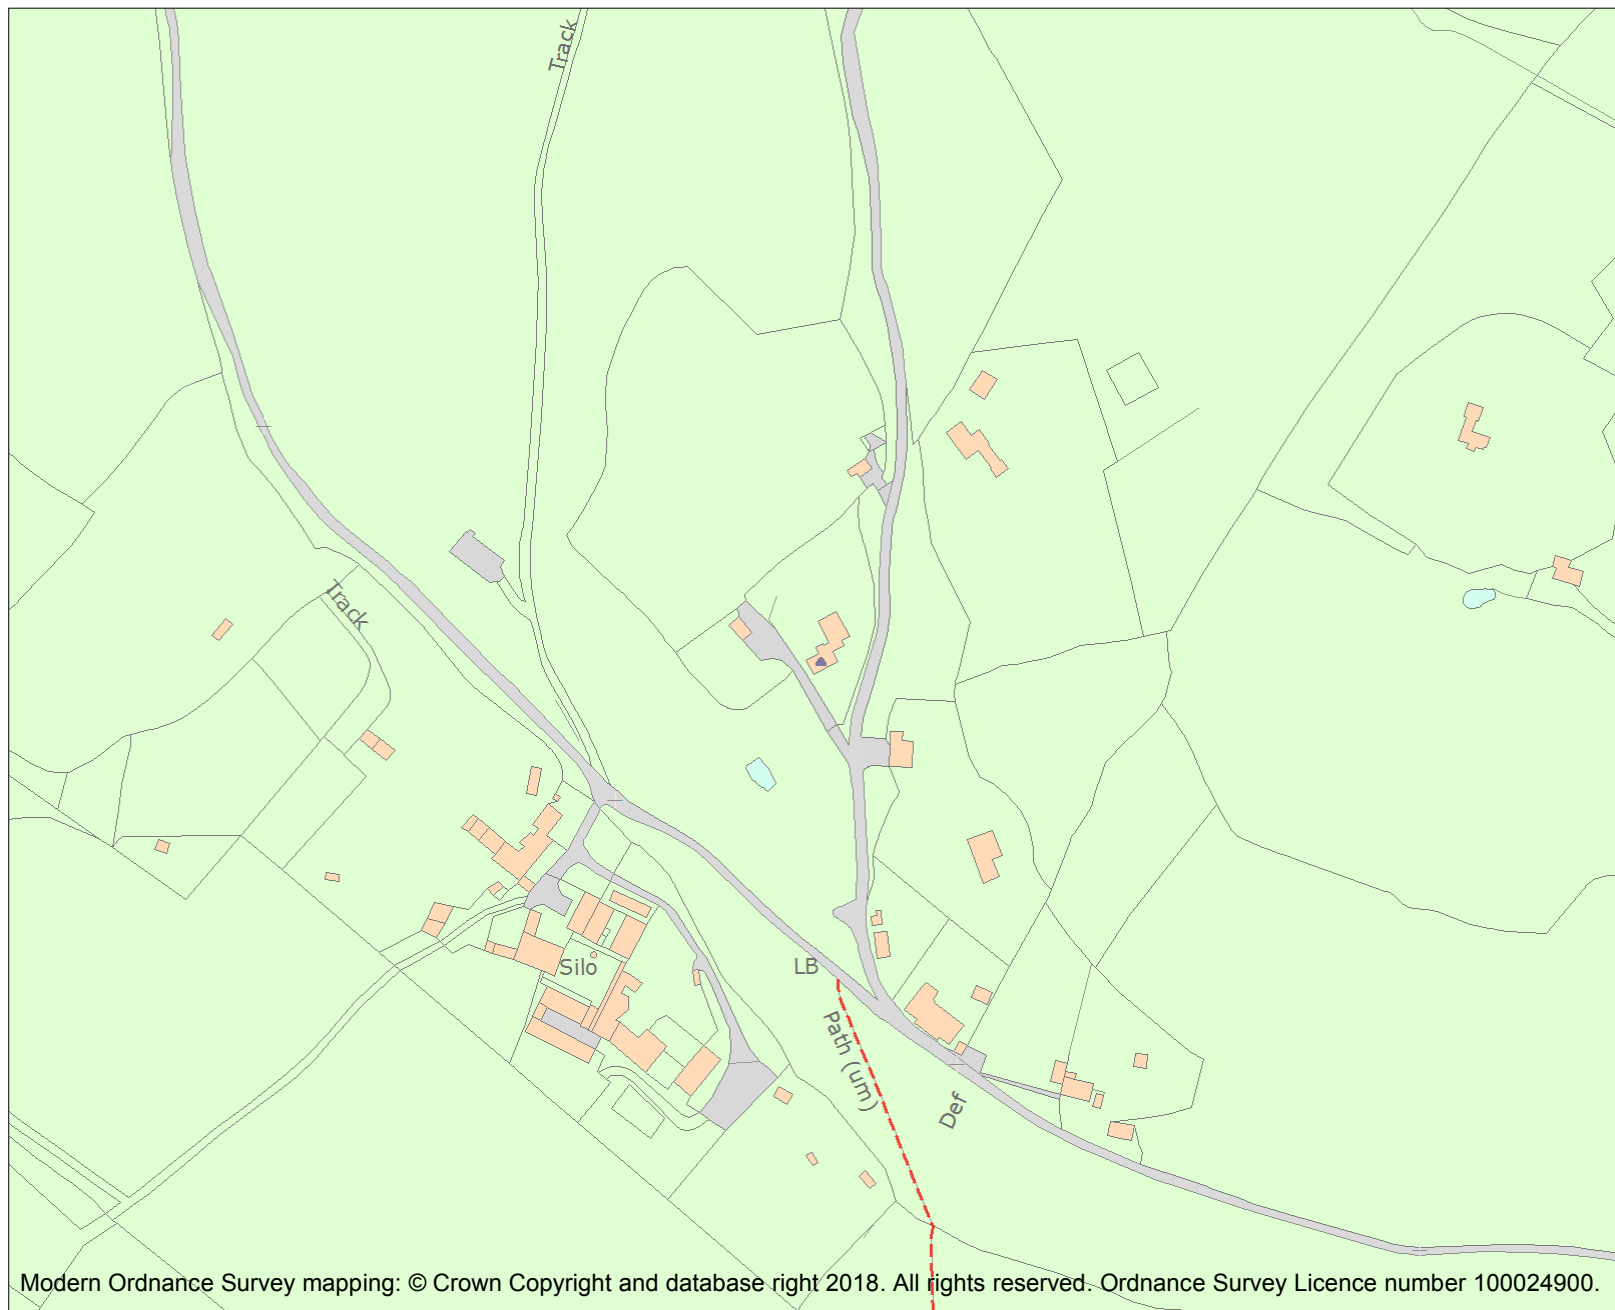 Track
Track
Silo
LB
Path (um)
Def
Modern Ordnance Survey mapping: © Crown Copyright and database right 2018. All rights reserved. Ordnance Survey Licence number 100024900.